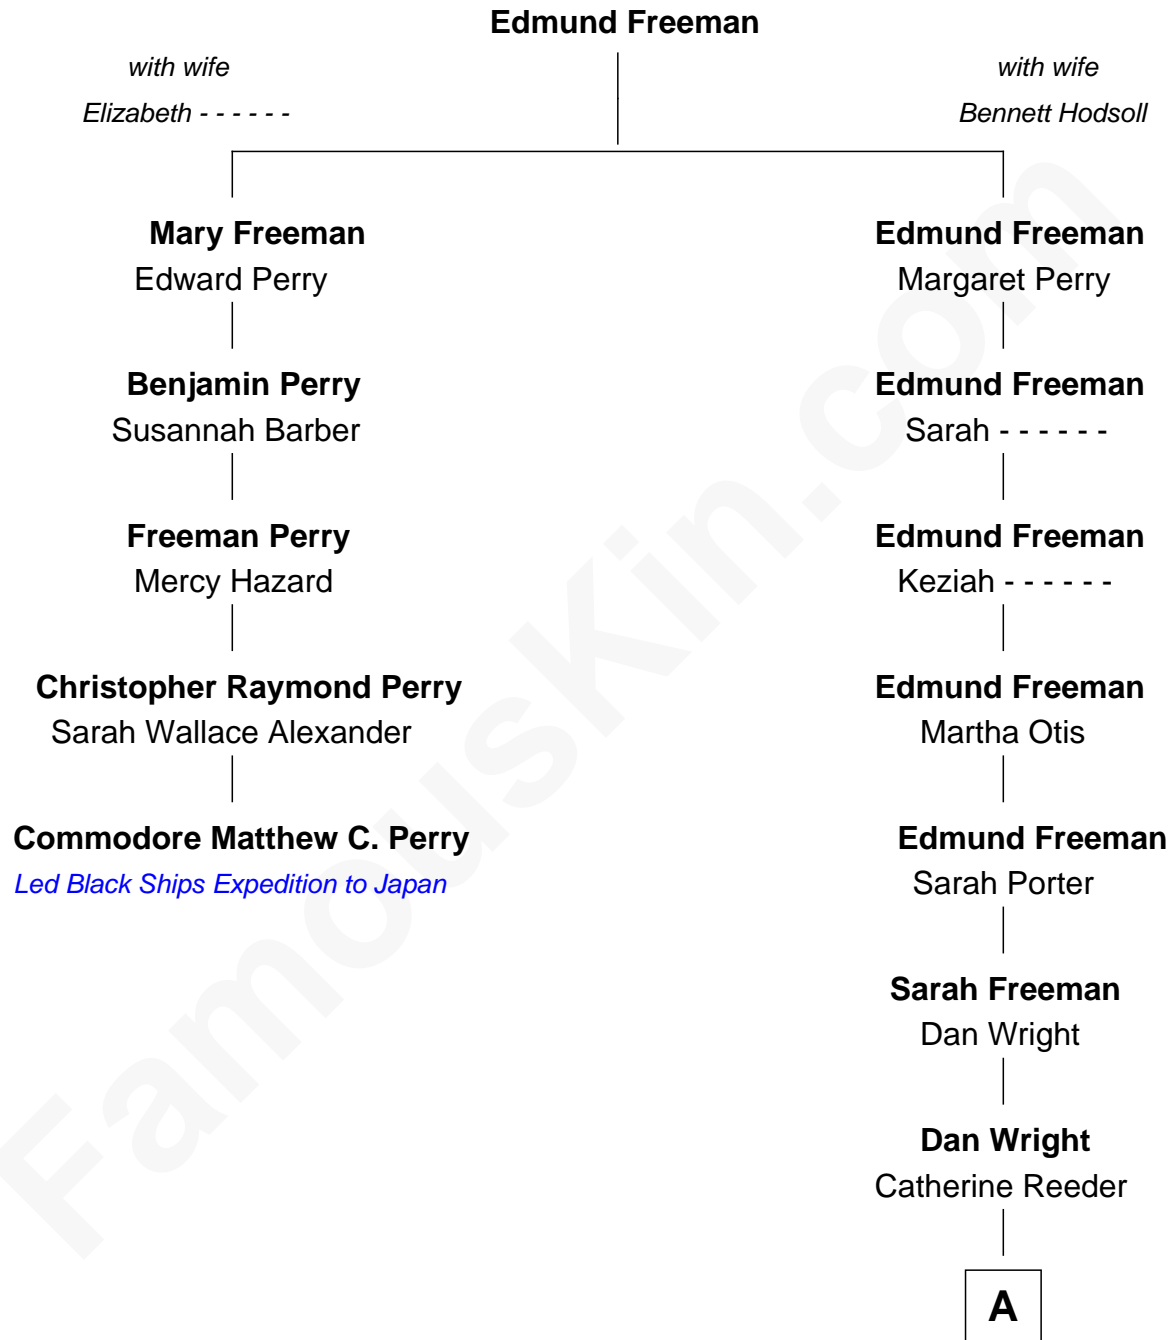 Edmund Freeman
with wife
Elizabeth - - - - - -
with wife
Bennett Hodsoll
Mary Freeman
Edward Perry
Edmund Freeman
Margaret Perry
Benjamin Perry
Susannah Barber
Edmund Freeman
Sarah - - - - - -
Freeman Perry
Mercy Hazard
Edmund Freeman
Keziah - - - - - -
Christopher Raymond Perry
Sarah Wallace Alexander
Edmund Freeman
Martha Otis
Commodore Matthew C. Perry
Led Black Ships Expedition to Japan
Edmund Freeman
Sarah Porter
Sarah Freeman
Dan Wright
Dan Wright
Catherine Reeder
A
FamousKin.com